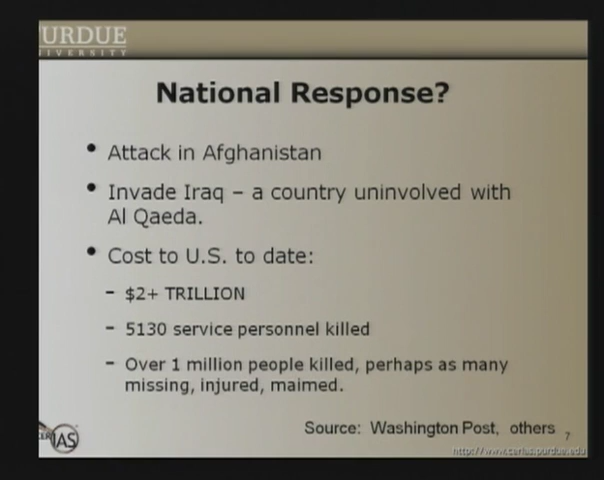 URDUE
IVERSITY
National Response?
• Attack in Afghanistan
• Invade Iraq – a country uninvolved with
Al Qaeda.
• Cost to U.S. to date:
– $2+ TRILLION
– 5130 service personnel killed
– Over 1 million people killed, perhaps as many
missing, injured, maimed.
Source: Washington Post, others
7
ERIAS
http://www.cerias.purdue.edu